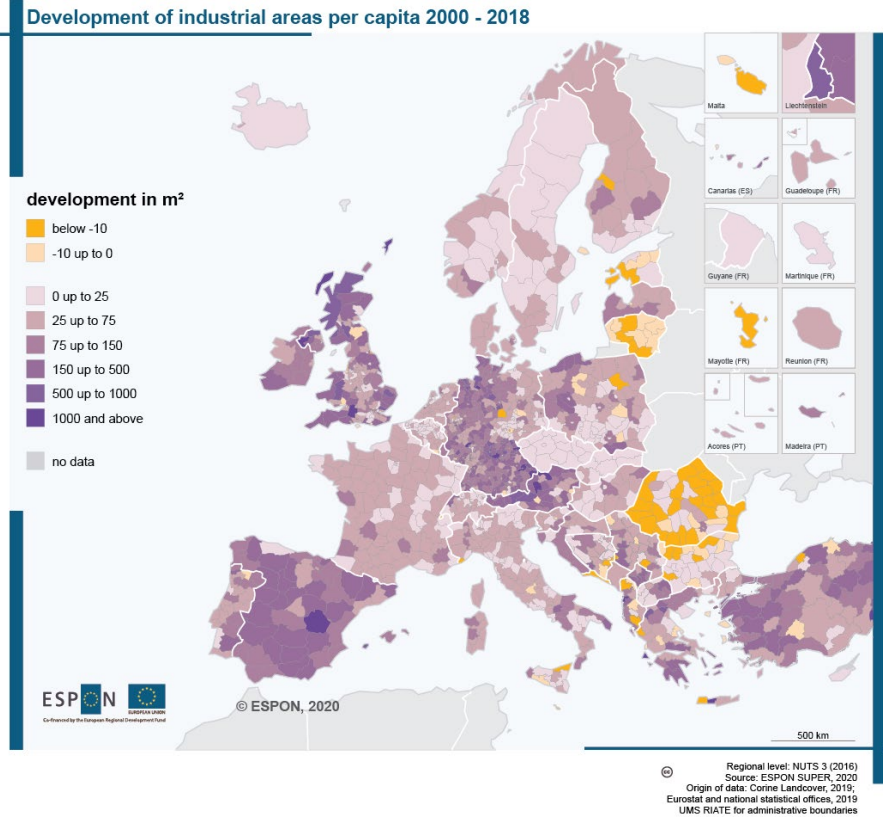 Development of industrial areas per capita 2000 - 2018
Malta
Liechtenstein
Canarias (ES)
Guadeloupe (FR)
Guyane (FR)
Martinique (FR)
Mayotte (FR)
Reunion (FR)
Acores (PT)
Madeira (PT)
development in m²
below -10
-10 up to 0
0 up to 25
25 up to 75
75 up to 150
150 up to 500
500 up to 1000
1000 and above
no data
ESPON
EUROPEAN UNION
Co-financed by the European Regional Development Fund
© ESPON, 2020
500 km
cc
Regional level: NUTS 3 (2016)
Source: ESPON SUPER, 2020
Origin of data: Corine Landcover, 2019;
Eurostat and national statistical offices, 2019
UMS RIATE for administrative boundaries